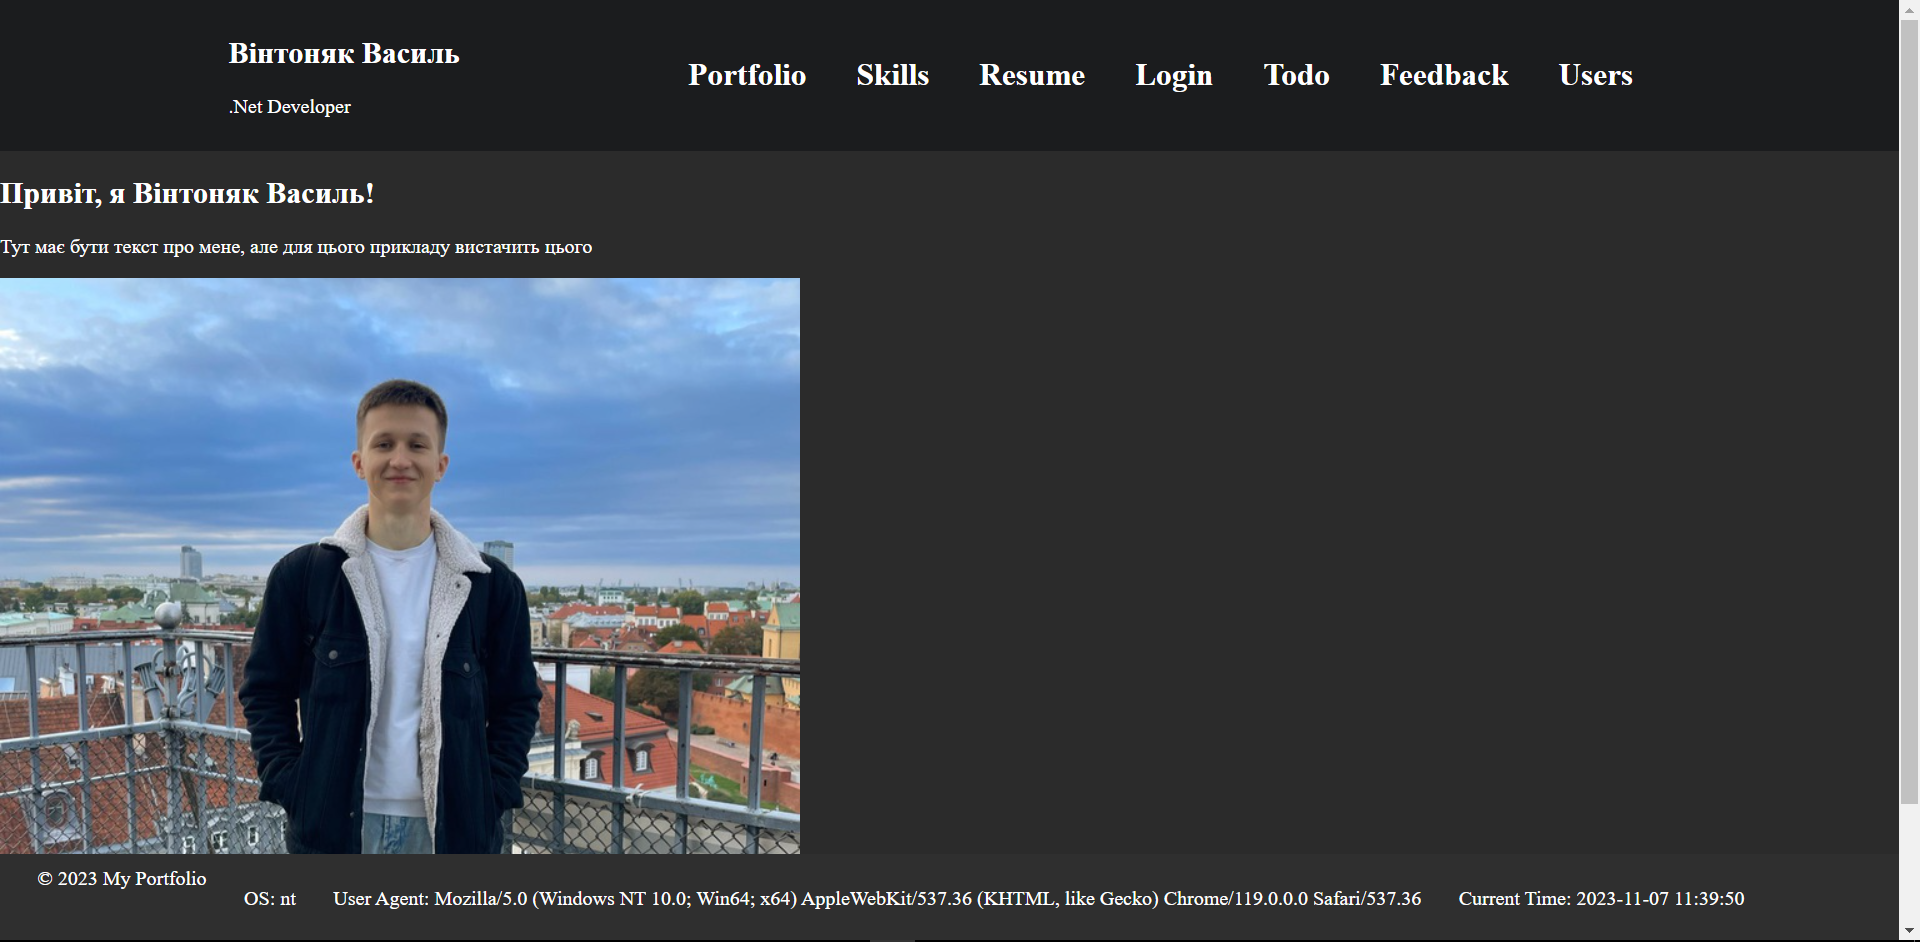 Вінтоняк Василь
.Net Developer
Portfolio Skills Resume Login Todo Feedback Users
Привіт, я Вінтоняк Василь!
Тут має бути текст про мене, але для цього прикладу вистачить цього
© 2023 My Portfolio
OS: nt User Agent: Mozilla/5.0 (Windows NT 10.0; Win64; x64) AppleWebKit/537.36 (KHTML, like Gecko) Chrome/119.0.0.0 Safari/537.36 Current Time: 2023-11-07 11:39:50